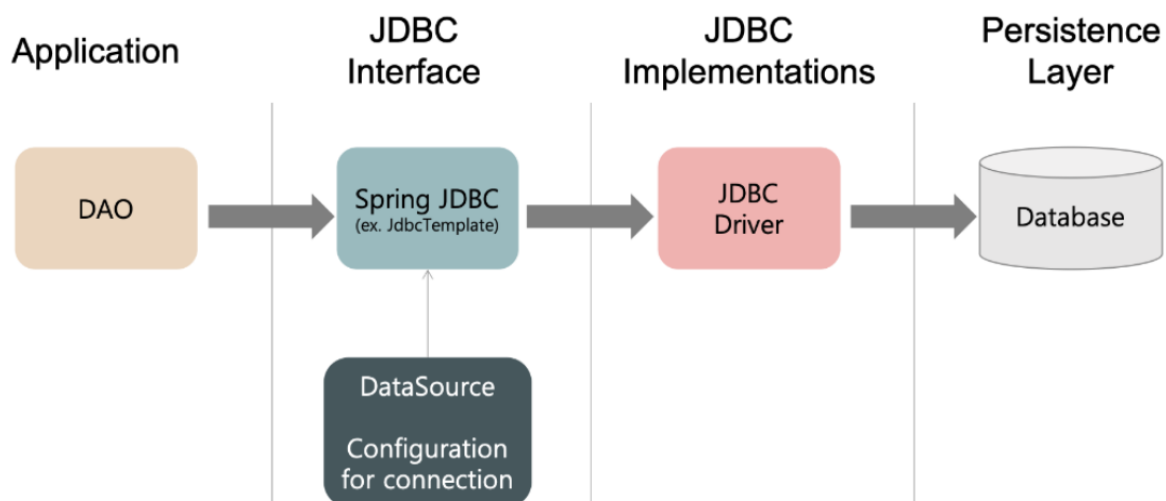 Application
JDBC
Interface
JDBC
Implementations
Persistence
Layer
DAO
Spring JDBC
(ex. JdbcTemplate)
JDBC
Driver
Database
DataSource
Configuration
for connection